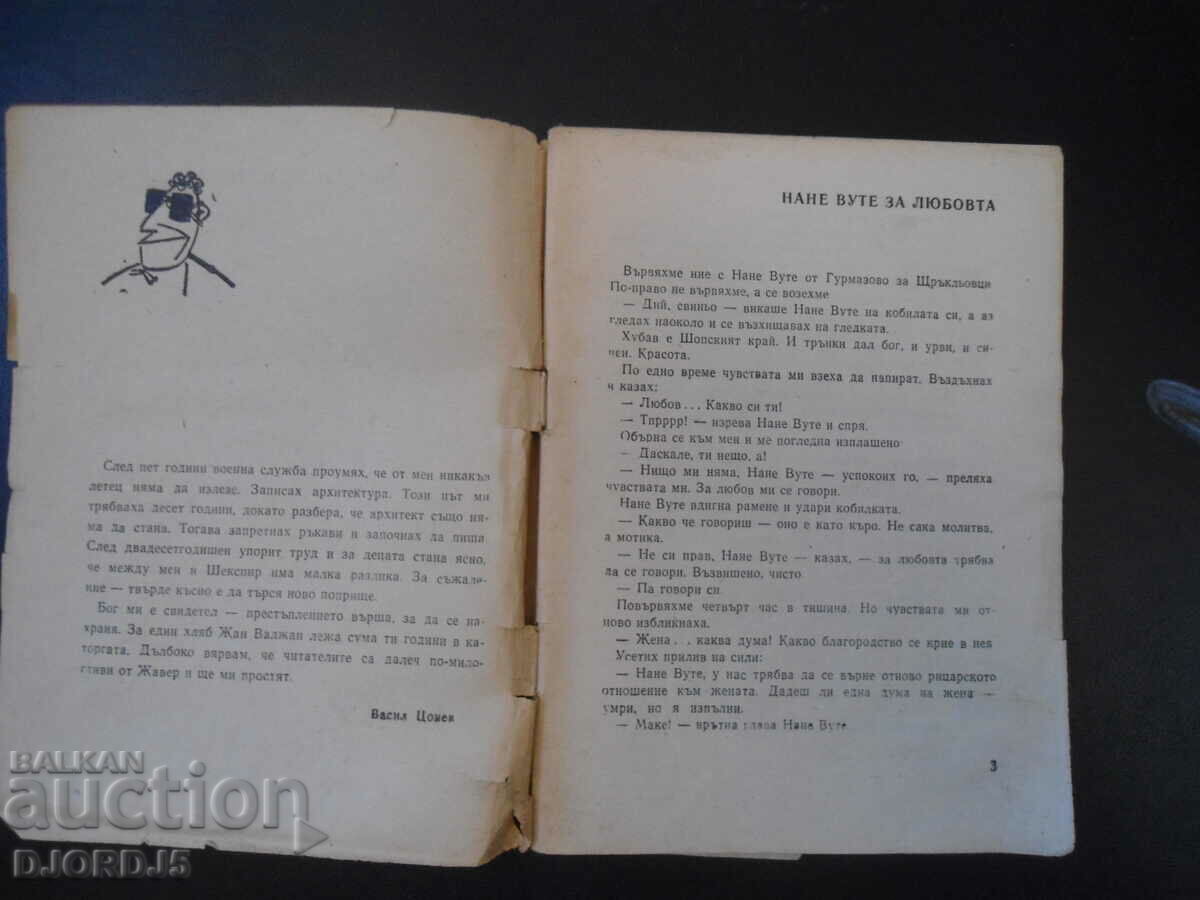 След пет години военна служба проумях, че от мен никакъв
летец няма да излезе. Записах архитектура. Този път ми
трябваха десет години, докато разбера, че архитект също ня-
ма да стана. Тогава запретнах ръкави и започнах да пиша
След двадесетгодишен упорит труд и за децата стана ясно,
че между мен и Шекспир има малка разлика. За съжале-
ние — твърде късно е да търся ново поприще.
Бог ми е свидетел — престъплението върша, за да се на-
храня. За един хляб Жан Валжан лежа сума ти години в ка-
торгата. Дълбоко вярвам, че читателите са далеч по-мило-
стиви от Жавер и ще ми простят.
Васил Цонев
НАНЕ ВУТЕ ЗА ЛЮБОВТА
Вървяхме ние с Нане Вуте от Гурмазово за Щръкльовци
По-право не вървяхме, а се возехме
— Дий, свиньо — викаше Нане Вуте на кобилата си, а аз
гледах наоколо и се възхищавах на гледката.
Хубав е Шопският край. И трънки дал бог, и урви, и си-
пеи. Красота.
По едно време чувствата ми взеха да напират. Въздъхнах
и казах:
— Любов... Какво си ти!
— Тпрррр! — изрева Нане Вуте и спря.
Обърна се към мен и ме погледна изплашено
— Даскале, ти нещо, а!
— Нищо ми няма, Нане Вуте — успокоих го, — преляха
чувствата ми. За любов ми се говори.
Нане Вуте вдигна рамене и удари кобилката.
— Какво че говориш — оно е като къро. Не сака молитва,
а мотика.
— Не си прав, Нане Вуте — казах, — за любовта трябва
да се говори. Възвишено, чисто
— Па говори си.
Повървяхме четвърт час в тишина. Но чувствата ми от-
ново избликнаха.
— Жена... каква дума! Какво благородство се крие в нея
Усетих прилив на сили:
— Нане Вуте, у нас трябва да се върне отново рицарското
отношение към жената. Дадеш ли една дума на жена —
умри, но я изпълни.
— Маке! — врътна глава Нане Вуте
3
BALKAN
auction
DJORD_J5